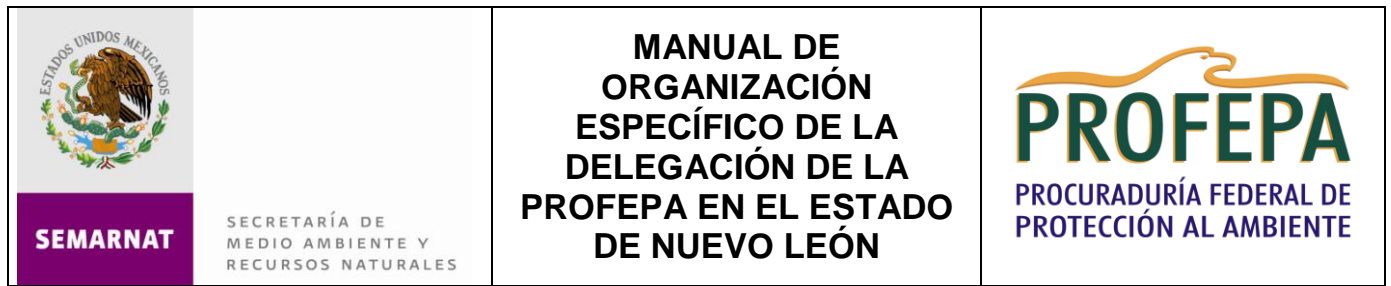 ESTADOS UNIDOS MEXICANOS
SEMARNAT
SECRETARÍA DE
MEDIO AMBIENTE Y
RECURSOS NATURALES
MANUAL DE
ORGANIZACIÓN
ESPECÍFICO DE LA
DELEGACIÓN DE LA
PROFEPA EN EL ESTADO
DE NUEVO LEÓN
PROFEPA
PROCURADURÍA FEDERAL DE
PROTECCIÓN AL AMBIENTE